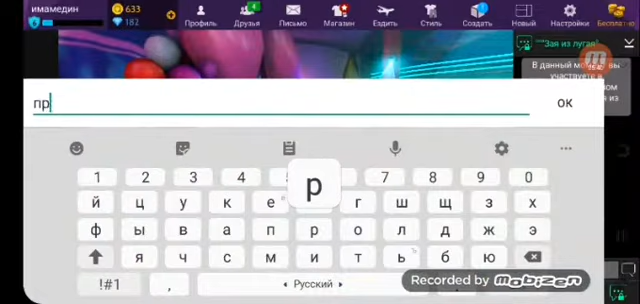 имамедин
633
182
Профиль
Друзья
4
Письмо
Магазин
Ездить
Стиль
Создать
Новый
Настройки
Бесплатно
"Зая из лугая"
В данный момент вы
участвуете в
пр
ок
1 2 3 4 5 7 8 9 0
й ц у к е г ш щ з х
р
ф ы в а п р о л д ж э
я ч с м и т ь б ю
!#1 , Русский
Recorded by mobizen